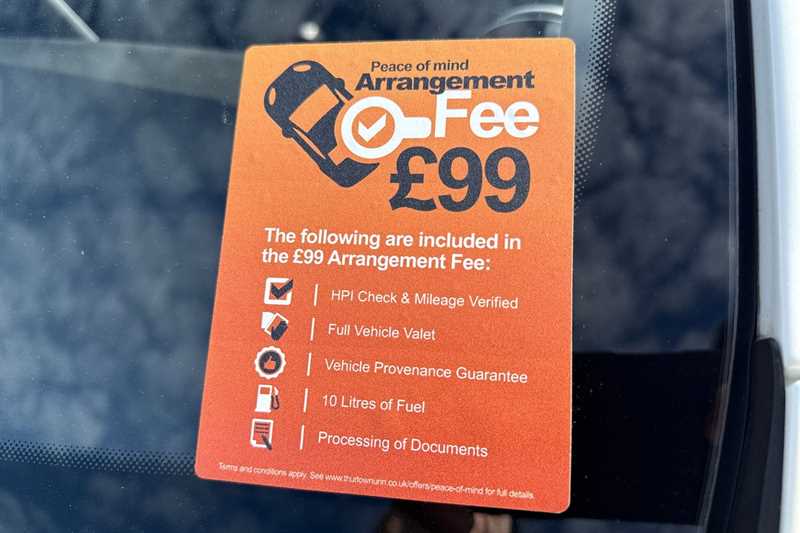 Peace of mind
Arrangement
Fee
£99
The following are included in
the £99 Arrangement Fee:
HPI Check & Mileage Verified
Full Vehicle Valet
Vehicle Provenance Guarantee
10 Litres of Fuel
Processing of Documents
Terms and conditions apply. See www.thurlownunn.co.uk/offers/peace-of-mind for full details.